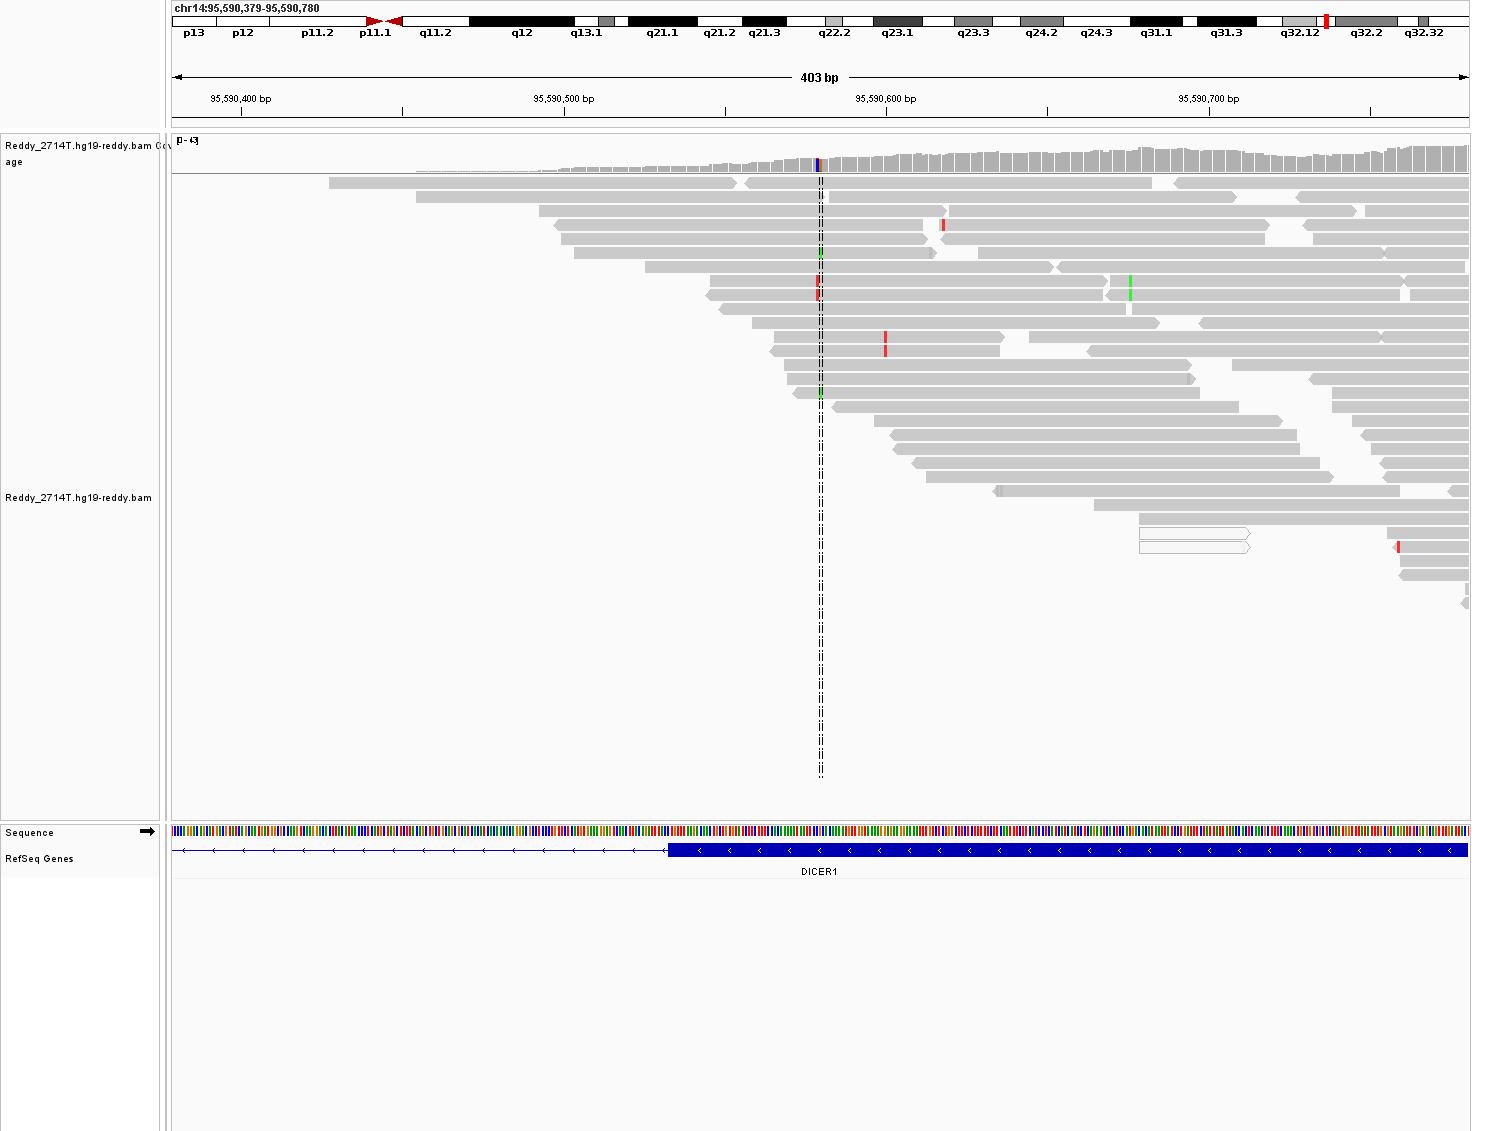 chr14:95,590,379-95,590,780
p13 p12 p11.2 p11.1 q11.2 q12 q13.1 q21.1 q21.2 q21.3 q22.2 q23.1 q23.3 q24.2 q24.3 q31.1 q31.3 q32.12 q32.2 q32.32
403 bp
95,590,400 bp 95,590,500 bp 95,590,600 bp 95,590,700 bp
Reddy_2714T.hg19-reddy.bam Cov
age
Reddy_2714T.hg19-reddy.bam
Sequence
RefSeq Genes
DICER1